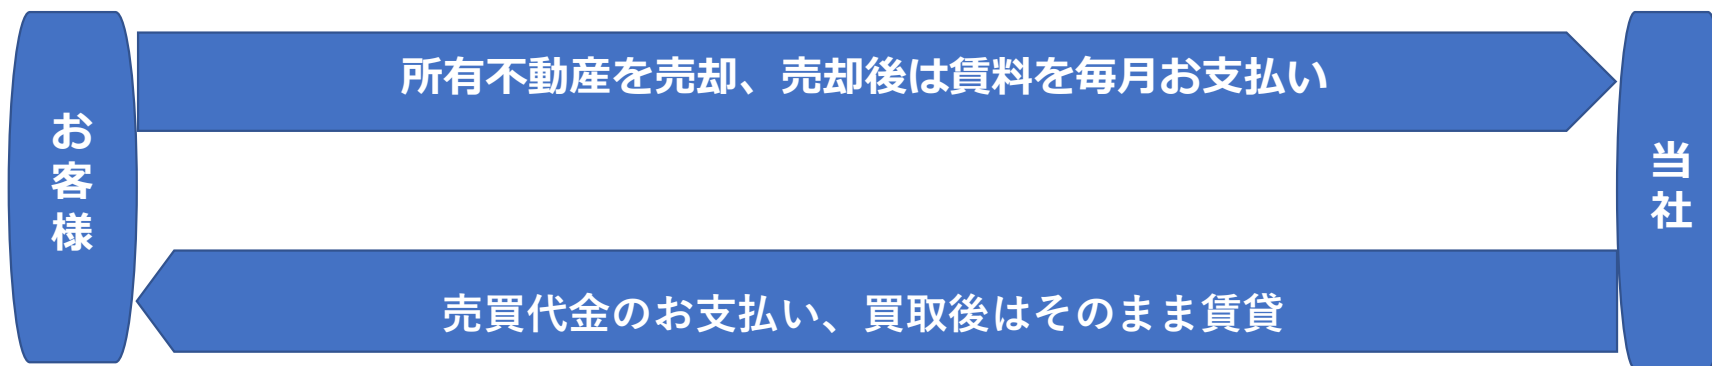 お客様
所有不動産を売却、売却後は賃料を毎月お支払い
売買代金のお支払い、買取後はそのまま賃貸
当社